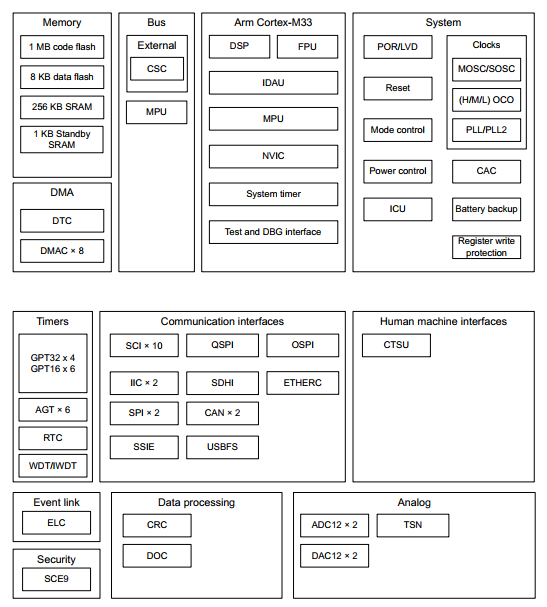 Memory
1 MB code flash
8 KB data flash
256 KB SRAM
1 KB Standby
SRAM
DMA
DTC
DMAC × 8
Bus
External
CSC
MPU
Arm Cortex-M33
DSP
FPU
IDAU
MPU
NVIC
System timer
Test and DBG interface
System
POR/LVD
Reset
Mode control
Power control
ICU
Clocks
MOSC/SOSC
(H/M/L) OCO
PLL/PLL2
CAC
Battery backup
Register write
protection
Timers
GPT32 x 4
GPT16 x 6
AGT × 6
RTC
WDT/IWDT
Communication interfaces
SCI × 10
QSPI
OSPI
IIC × 2
SDHI
ETHERC
SPI × 2
CAN × 2
SSIE
USBFS
Human machine interfaces
CTSU
Event link
ELC
Security
SCE9
Data processing
CRC
DOC
Analog
ADC12 × 2
TSN
DAC12 × 2